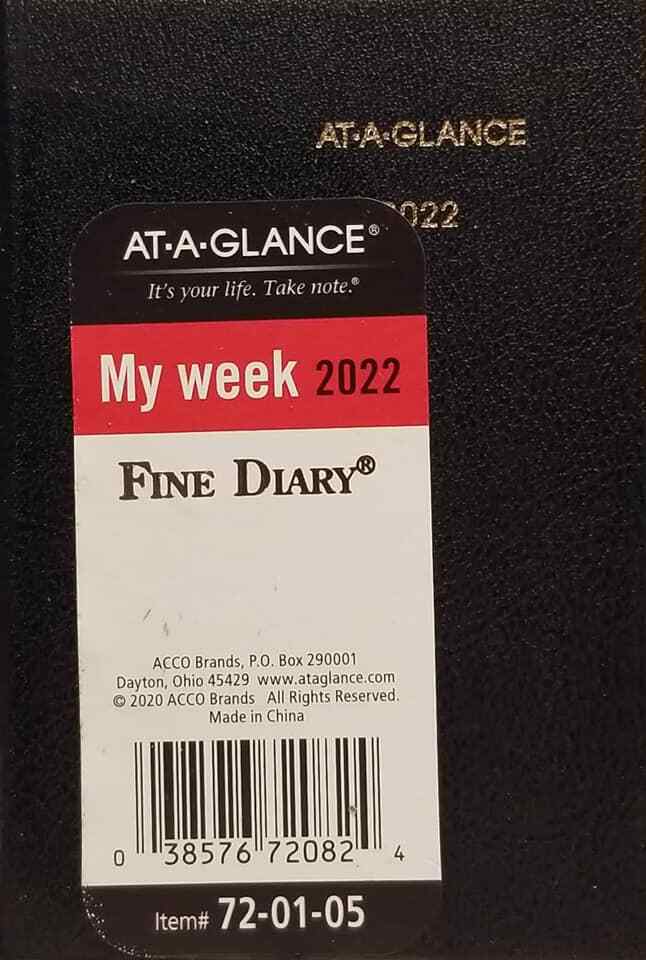 AT·A·GLANCE
2022
AT·A·GLANCE®
It's your life. Take note.®
My week 2022
FINE DIARY®
ACCO Brands, P.O. Box 290001
Dayton, Ohio 45429 www.ataglance.com
© 2020 ACCO Brands All Rights Reserved.
Made in China
0 38576 72082 4
Item# 72-01-05